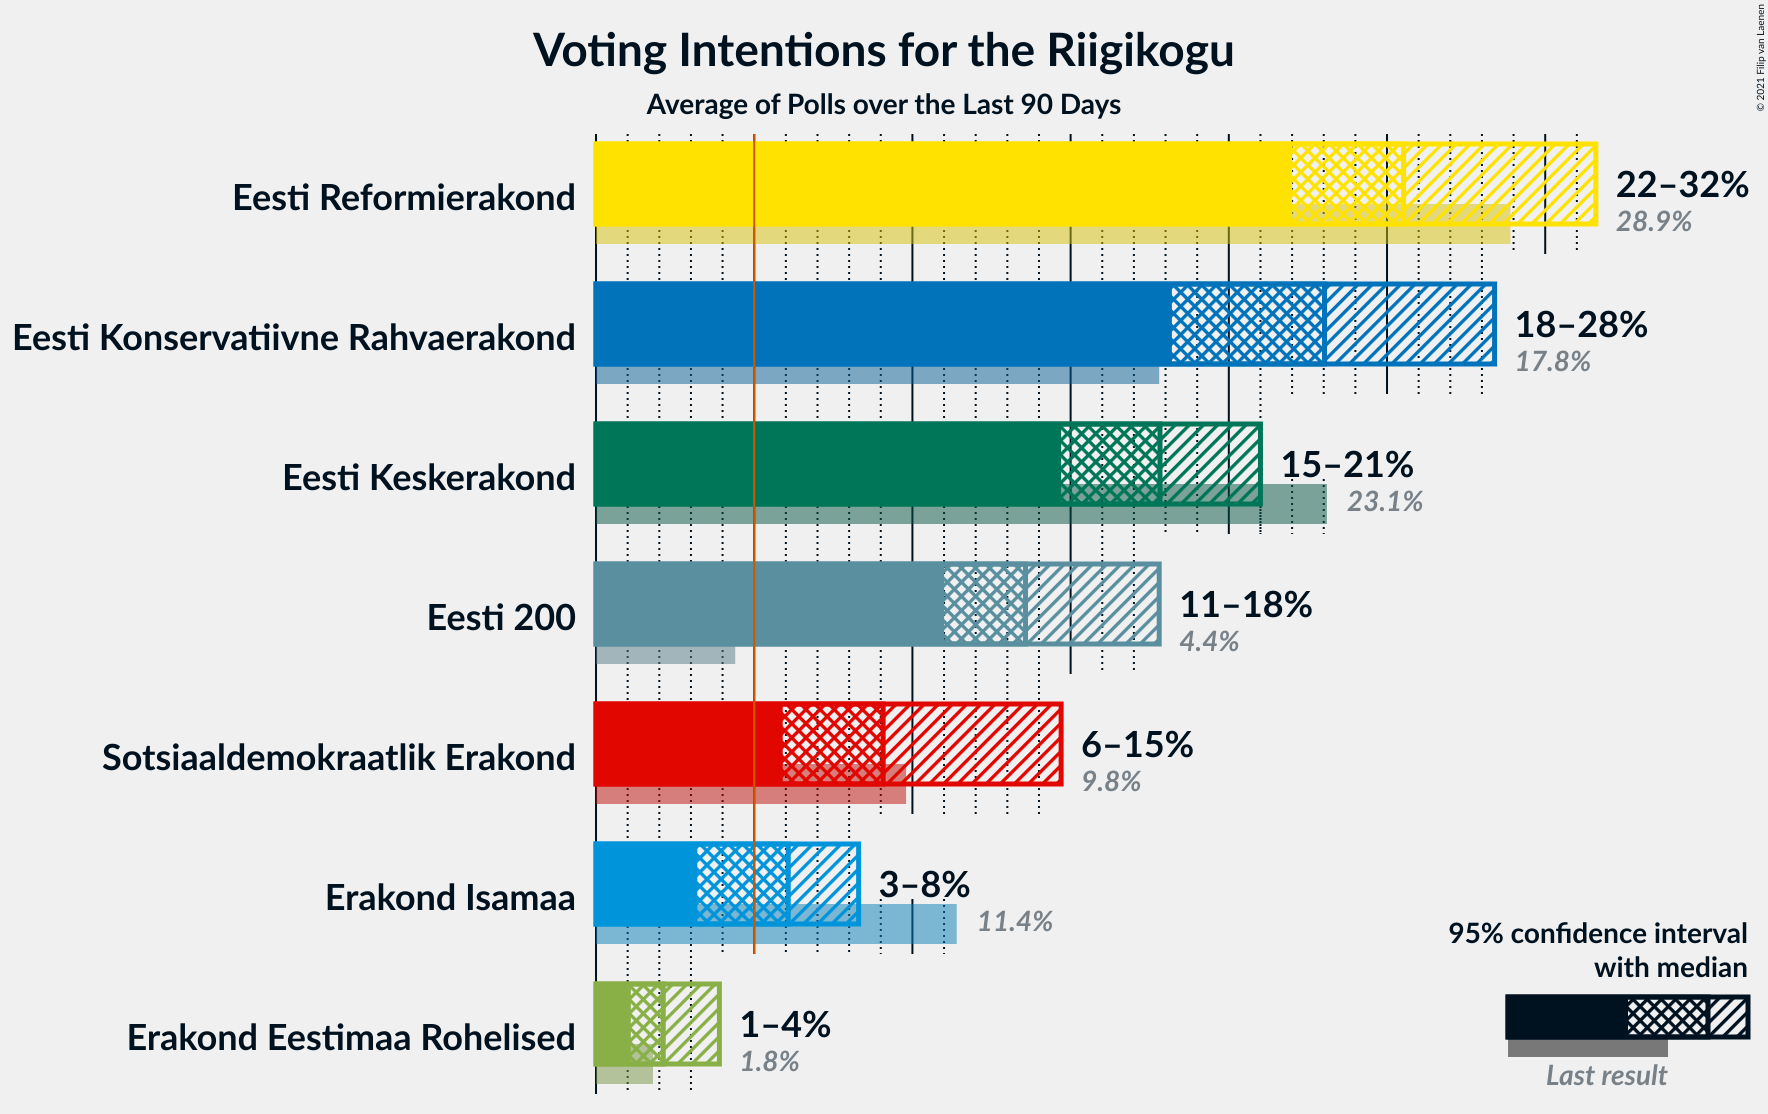 Voting Intentions for the Riigikogu
Average of Polls over the Last 90 Days
© 2021 Filip van Laenen
Eesti Reformierakond
22–32%
28.9%
Eesti Konservatiivne Rahvaerakond
18–28%
17.8%
Eesti Keskerakond
15–21%
23.1%
Eesti 200
11–18%
4.4%
Sotsiaaldemokraatlik Erakond
6–15%
9.8%
Erakond Isamaa
3–8%
11.4%
Erakond Eestimaa Rohelised
1–4%
1.8%
95% confidence interval
with median
Last result